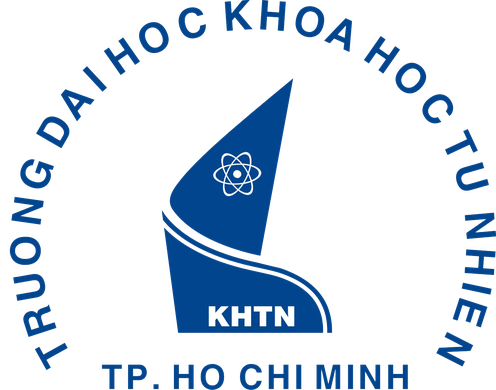 TRUONG DAI HOC KHOA HOC TU NHIEN
KHTN
TP. HO CHI MINH